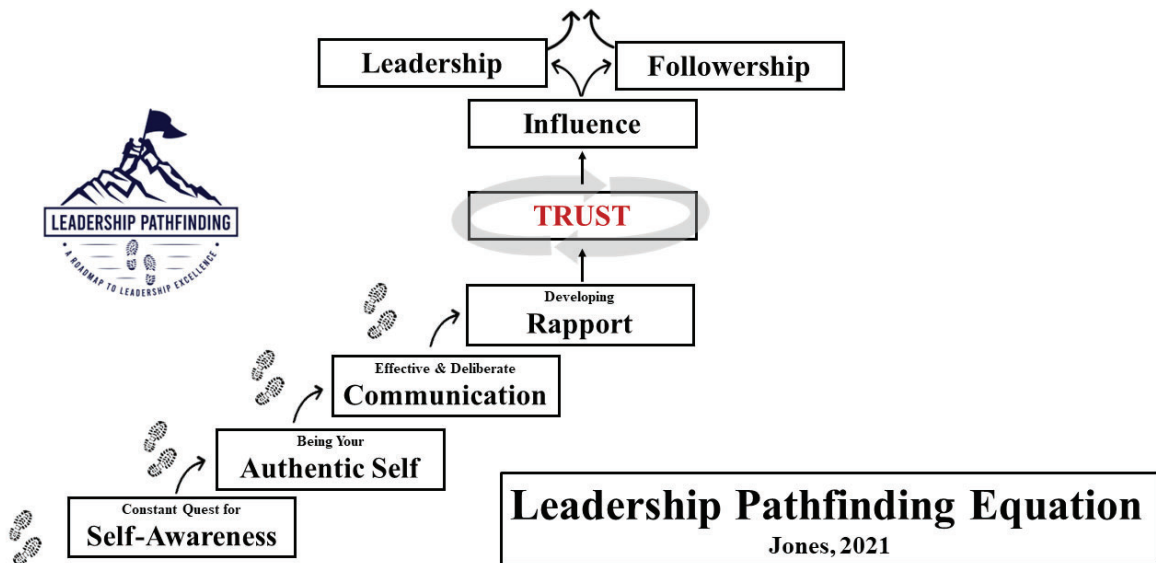 Leadership
Followership
Influence
TRUST
LEADERSHIP PATHFINDING
• A ROADMAP TO LEADERSHIP EXCELLENCE •
Developing
Rapport
Effective & Deliberate
Communication
Being Your
Authentic Self
Constant Quest for
Self-Awareness
Leadership Pathfinding Equation
Jones, 2021